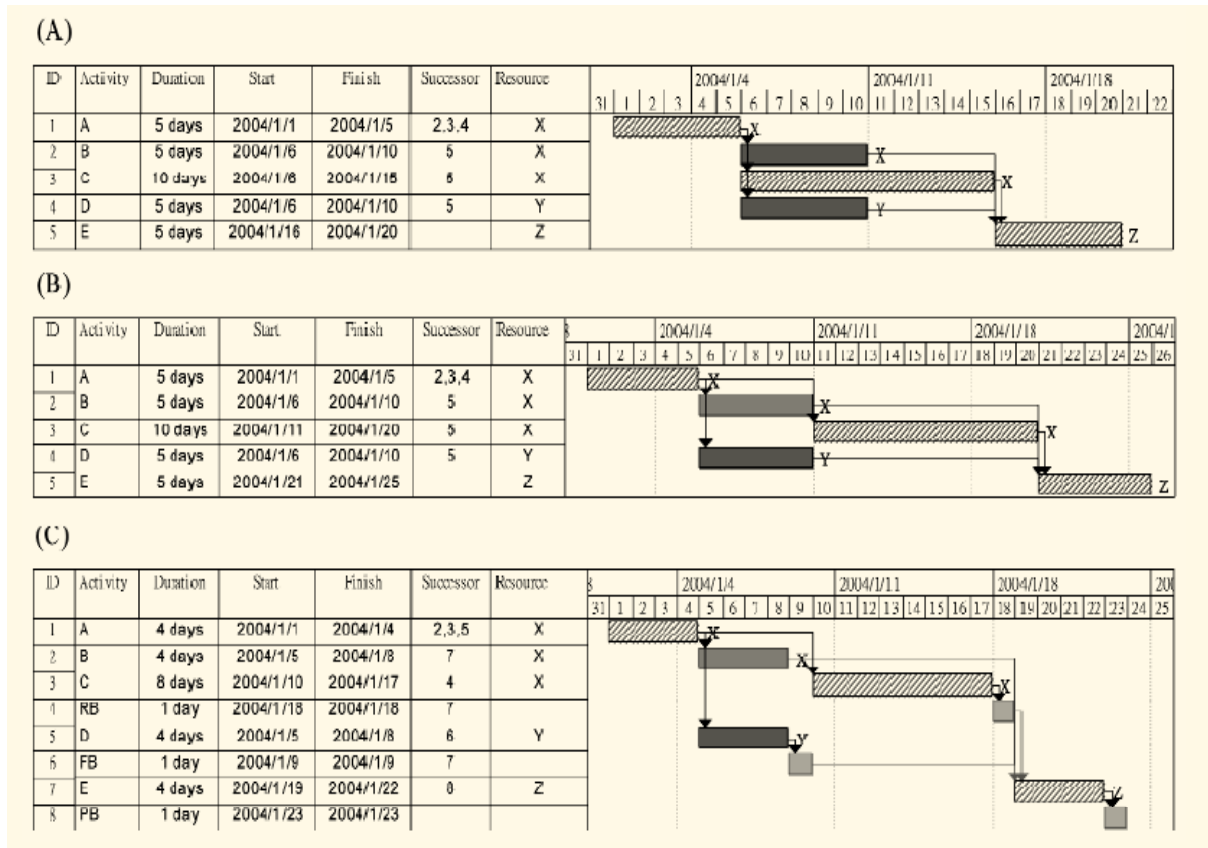 (A)
ID Activity Duration Start Finish Successor Resource 2004/1/4 2004/1/11 2004/1/18
31 1 2 3 4 5 6 7 8 9 10 11 12 13 14 15 16 17 18 19 20 21 22
1 A 5 days 2004/1/1 2004/1/5 2,3,4 X X
2 B 5 days 2004/1/6 2004/1/10 5 X X
3 C 10 days 2004/1/6 2004/1/15 X X
4 D 5 days 2004/1/6 2004/1/10 5 Y Y
5 E 5 days 2004/1/16 2004/1/20 Z Z
(B)
ID Activity Duration Start Finish Successor Resource 2004/1/4 2004/1/11 2004/1/18 2004/1
31 1 2 3 4 5 6 7 8 9 10 11 12 13 14 15 16 17 18 19 20 21 22 23 24 25 26
1 A 5 days 2004/1/1 2004/1/5 2,3,4 X X
2 B 5 days 2004/1/6 2004/1/10 5 X X
3 C 10 days 2004/1/11 2004/1/20 5 X X
4 D 5 days 2004/1/6 2004/1/10 5 Y Y
5 E 5 days 2004/1/21 2004/1/25 Z Z
(C)
ID Activity Duration Start Finish Successor Resource 2004/1/4 2004/1/11 2004/1/18 200
31 1 2 3 4 5 6 7 8 9 10 11 12 13 14 15 16 17 18 19 20 21 22 23 24 25
1 A 4 days 2004/1/1 2004/1/4 2,3,5 X X
2 B 4 days 2004/1/5 2004/1/8 7 X X
3 C 8 days 2004/1/10 2004/1/17 4 X X
4 RB 1 day 2004/1/18 2004/1/18 7
5 D 4 days 2004/1/5 2004/1/8 6 Y Y
6 FB 1 day 2004/1/9 2004/1/9 7
7 E 4 days 2004/1/19 2004/1/22 8 Z Z
8 PB 1 day 2004/1/23 2004/1/23